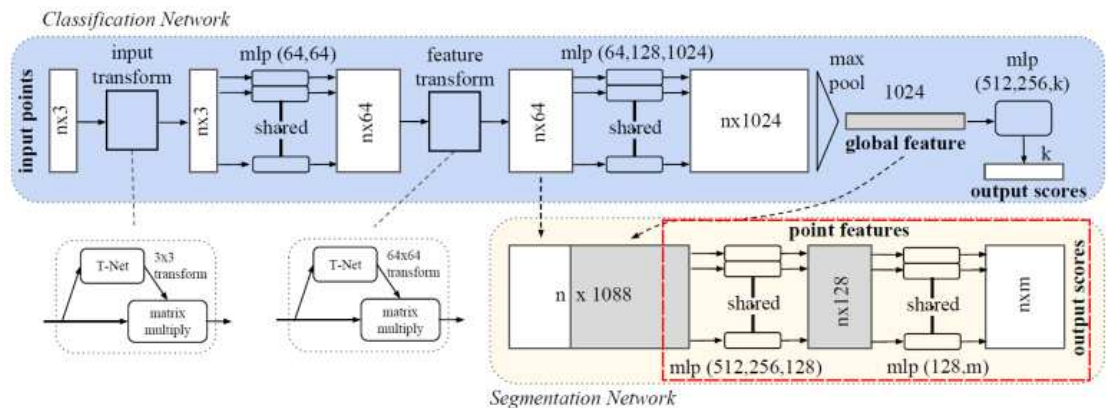 Classification Network
input points
nx3
input
transform
nx3
mlp (64,64)
shared
nx64
feature
transform
nx64
mlp (64,128,1024)
shared
nx1024
max
pool
1024
global feature
mlp
(512,256,k)
k
output scores
T-Net
3x3
transform
matrix
multiply
T-Net
64x64
transform
matrix
multiply
point features
n x 1088
shared
nx128
shared
nxm
output scores
mlp (512,256,128)
mlp (128,m)
Segmentation Network